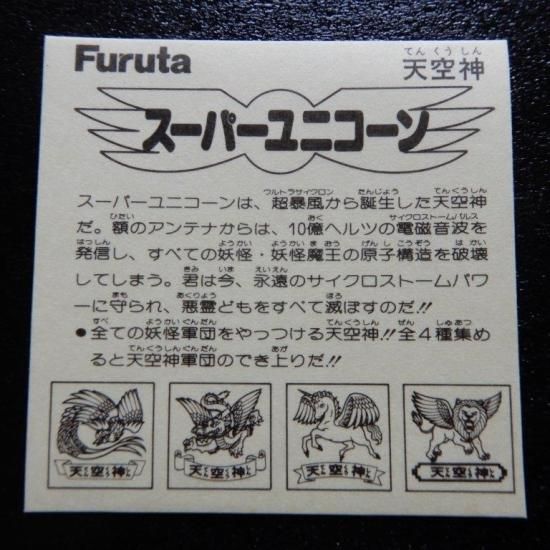 Furuta
てんくうしん
天空神
スーパーユニコーン
ウルトラサイクロン たんじょう てんくうしん
スーパーユニコーンは、超暴風から誕生した天空神
ひたい おく サイクロストームパルス
だ。額のアンテナからは、10億ヘルツの電磁音波を
はっしん ようかい ようかい まおう げんしこうぞう はかい
発信し、すべての妖怪・妖怪魔王の原子構造を破壊
きみ いま えいえん
してしまう。君は今、永遠のサイクロストームパワ
まも あくりょう ほろ
ーに守られ、悪霊どもをすべて滅ぼすのだ!!
すべ ようかいぐんだん てんくうしん ぜん しゅあつ
●全ての妖怪軍団をやっつける天空神!!全4種集め
てんくうしんぐんだん あが
ると天空神軍団のでき上りだ!!
天空神 天空神 天空神 天空神